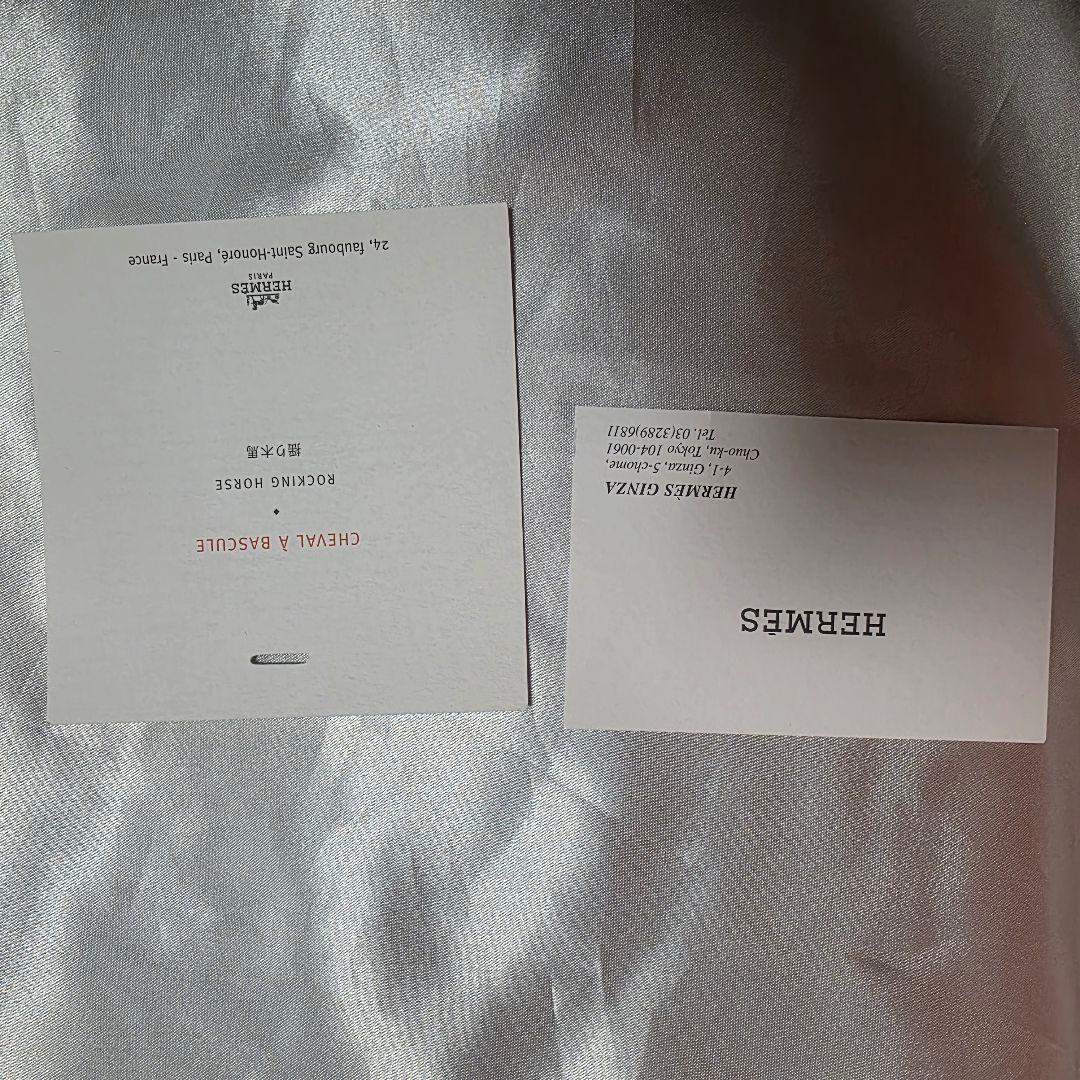 CHEVAL À BASCULE
◆
ROCKING HORSE
揺り木馬
HERMÈS
PARIS
24, faubourg Saint-Honoré, Paris - France
HERMÈS
HERMÈS GINZA
4-1, Ginza, 5-chome,
Chuo-ku, Tokyo 104-0061
Tel. 03(3289)6811